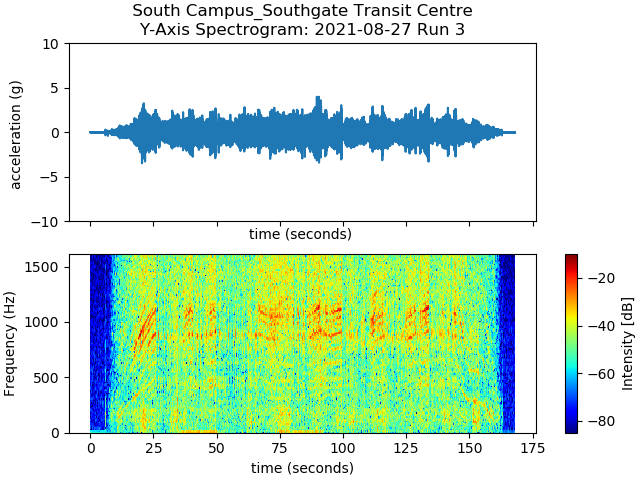 South Campus_Southgate Transit Centre
Y-Axis Spectrogram: 2021-08-27 Run 3
10
5
0
−5
−10
acceleration (g)
time (seconds)
1500
1000
500
0
Frequency (Hz)
0 25 50 75 100 125 150 175
time (seconds)
−20
−40
−60
−80
Intensity [dB]